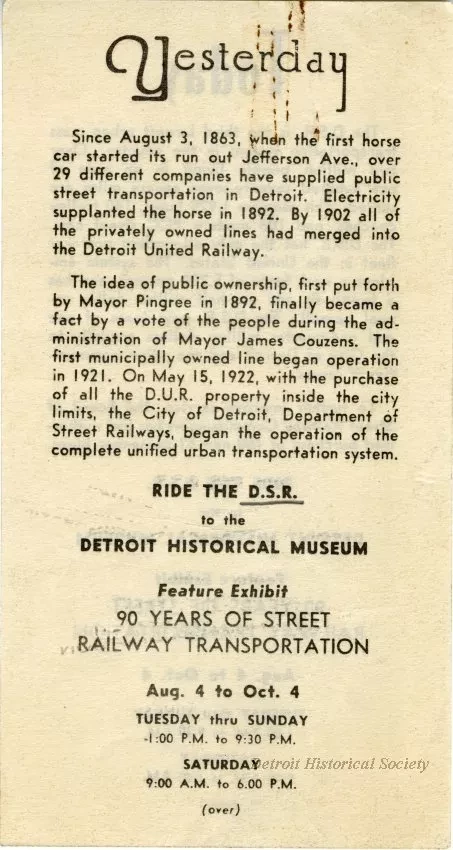 Yesterday
Since August 3, 1863, when the first horse
car started its run out Jefferson Ave., over
29 different companies have supplied public
street transportation in Detroit. Electricity
supplanted the horse in 1892. By 1902 all of
the privately owned lines had merged into
the Detroit United Railway.
The idea of public ownership, first put forth
by Mayor Pingree in 1892, finally became a
fact by a vote of the people during the ad-
ministration of Mayor James Couzens. The
first municipally owned line began operation
in 1921. On May 15, 1922, with the purchase
of all the D.U.R. property inside the city
limits, the City of Detroit, Department of
Street Railways, began the operation of the
complete unified urban transportation system.
RIDE THE D.S.R.
to the
DETROIT HISTORICAL MUSEUM
Feature Exhibit
90 YEARS OF STREET
RAILWAY TRANSPORTATION
Aug. 4 to Oct. 4
TUESDAY thru SUNDAY
1:00 P.M. to 9:30 P.M.
SATURDAY
Detroit Historical Society
9:00 A.M. to 6:00 P.M.
(over)